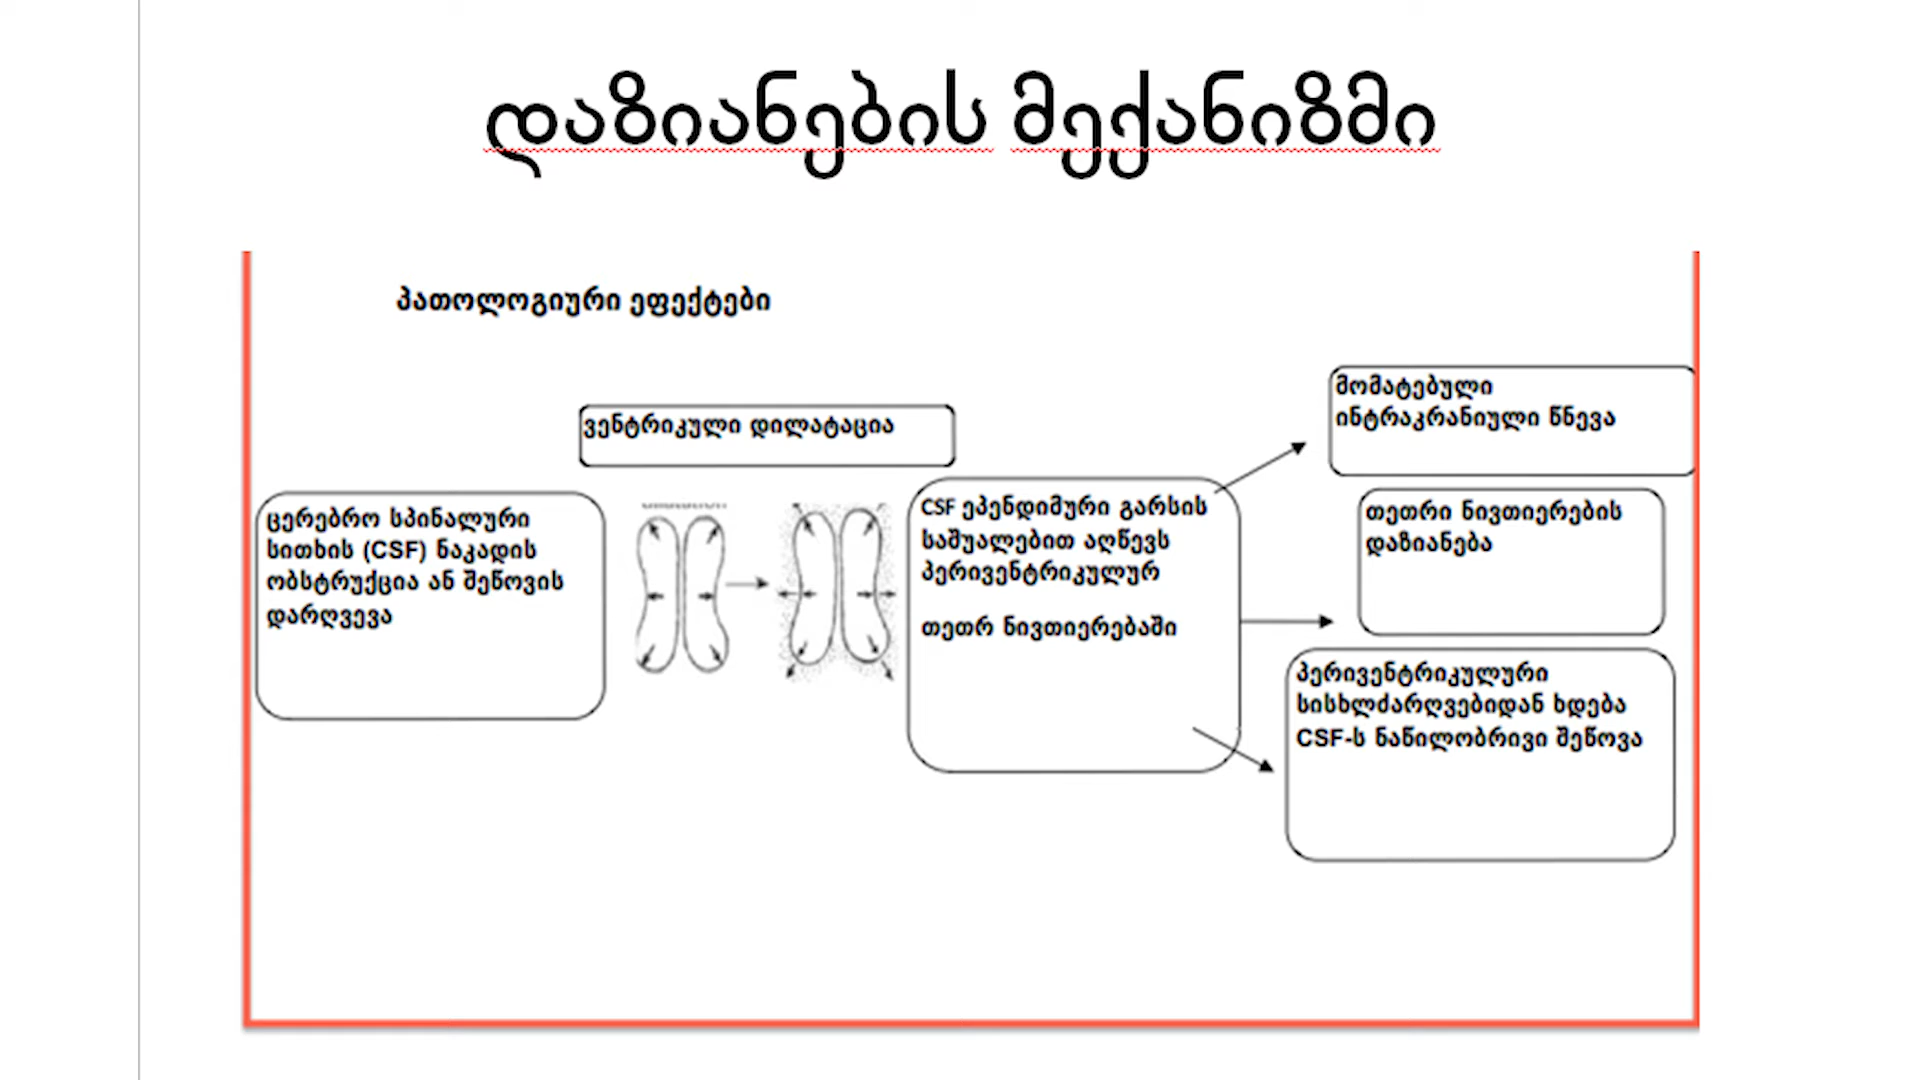 დაზიანების მექანიზმი
პათოლოგიური ეფექტები
ვენტრიკული დილატაცია
ცერებრო სპინალური
სითხის (CSF) ნაკადის
ობსტრუქცია ან შეწოვის
დარღვევა
CSF ეპენდიმური გარსის
საშუალებით აღწევს
პერივენტრიკულურ
თეთრ ნივთიერებაში
მომატებული
ინტრაკრანიული წნევა
თეთრი ნივთიერების
დაზიანება
პერივენტრიკულური
სისხლძარღვებიდან ხდება
CSF-ს ნაწილობრივი შეწოვა